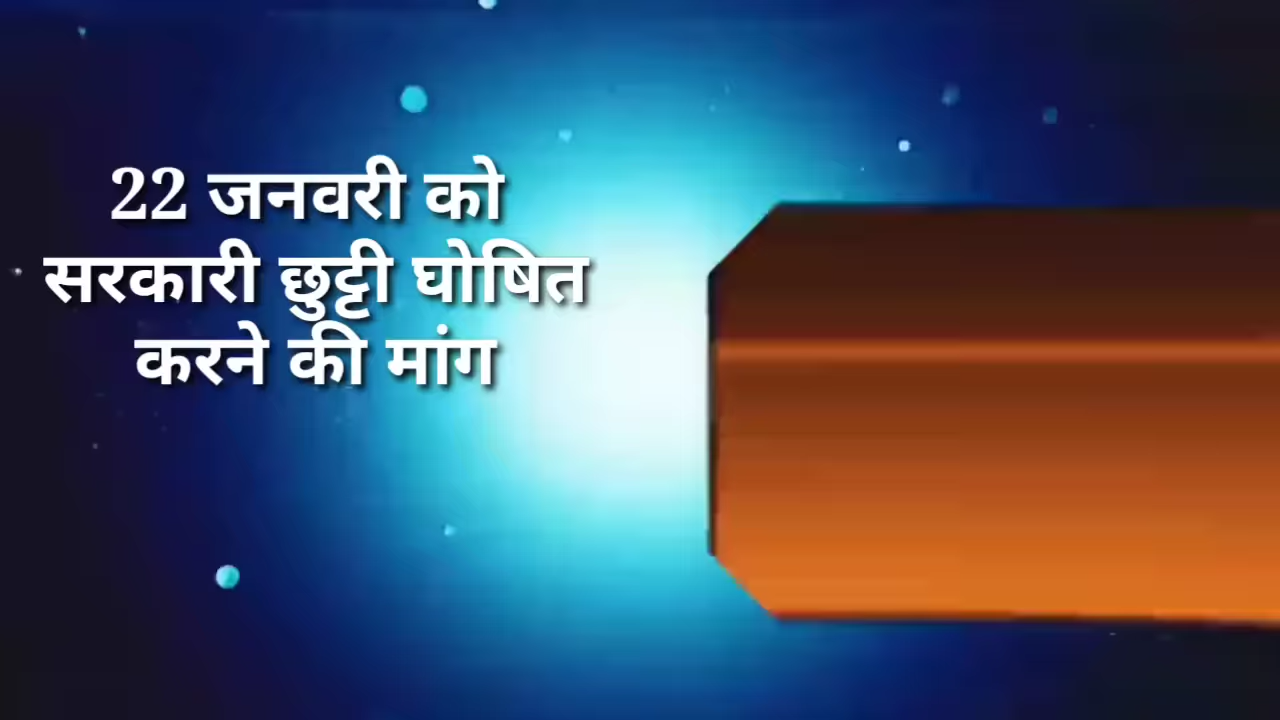 22 जनवरी को
सरकारी छुट्टी घोषित
करने की मांग